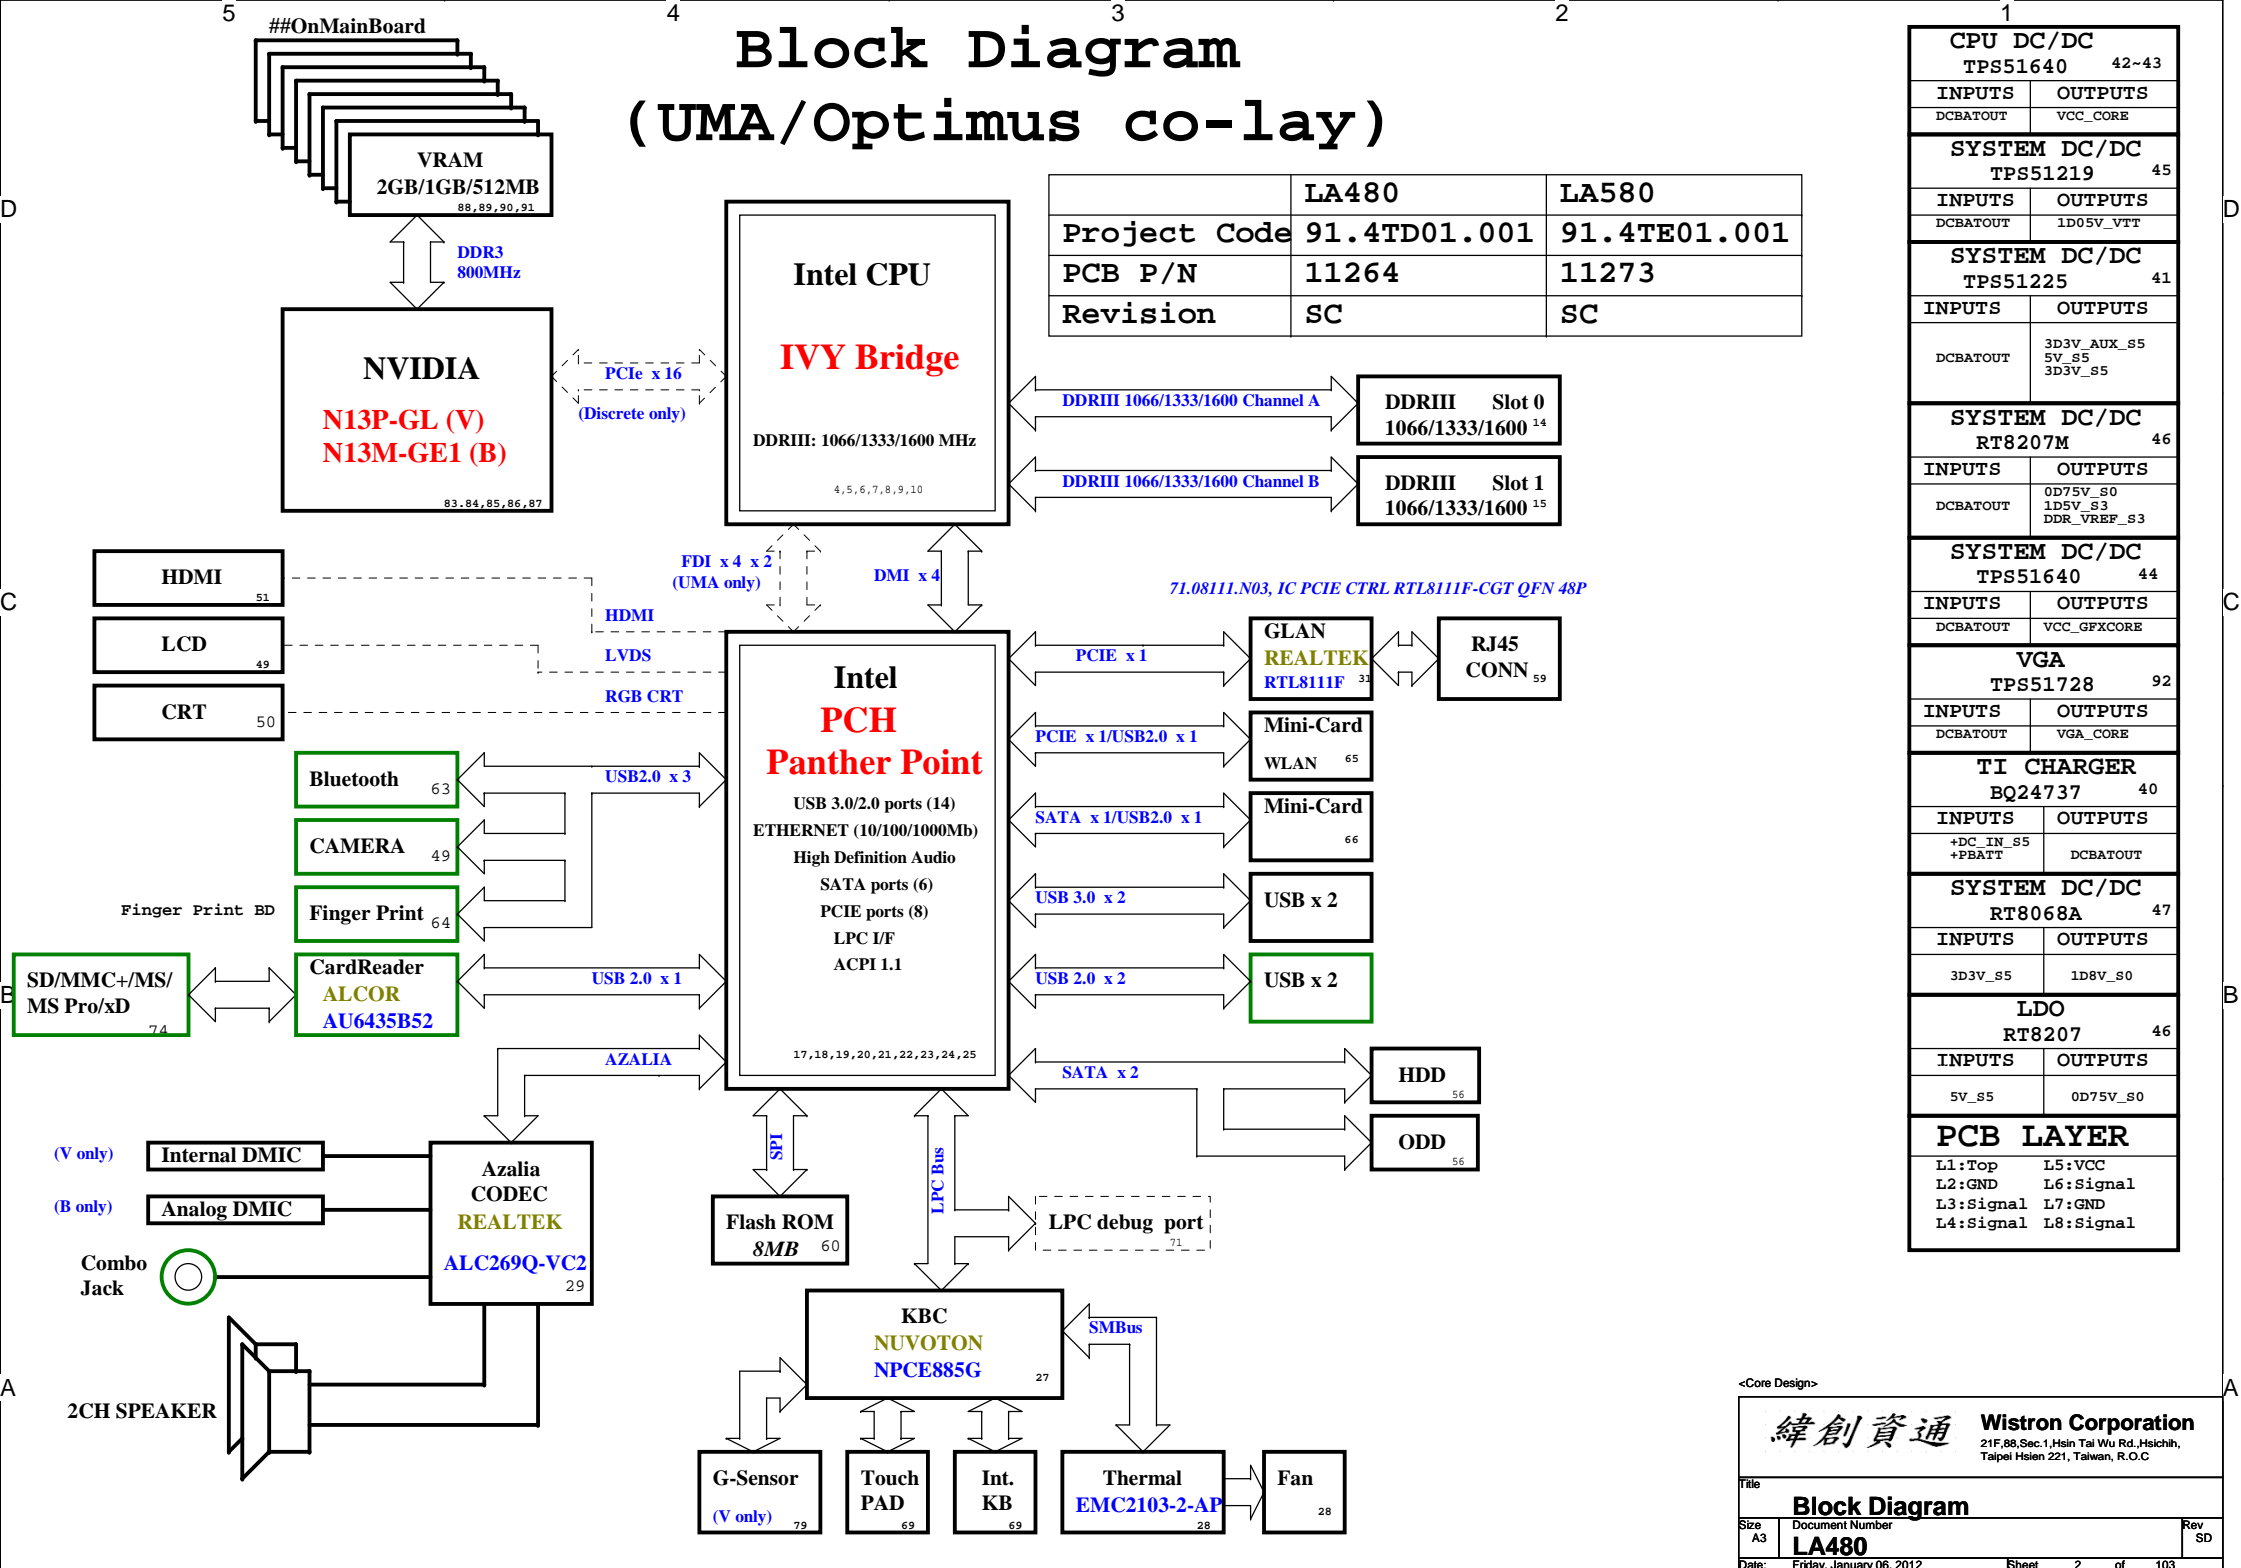 5 4 3 2 1
Block Diagram
(UMA/Optimus co-lay)
##OnMainBoard
VRAM
2GB/1GB/512MB
88,89,90,91
DDR3
800MHz
NVIDIA
N13P-GL (V)
N13M-GE1 (B)
83.84,85,86,87
PCIe x 16
(Discrete only)
Intel CPU
IVY Bridge
DDRIII: 1066/1333/1600 MHz
4,5,6,7,8,9,10
LA480 LA580
Project Code 91.4TD01.001 91.4TE01.001
PCB P/N 11264 11273
Revision SC SC
DDRIII 1066/1333/1600 Channel A
DDRIII Slot 0
1066/1333/1600 14
DDRIII 1066/1333/1600 Channel B
DDRIII Slot 1
1066/1333/1600 15
FDI x 4 x 2
(UMA only)
DMI x 4
HDMI
51
LCD
49
CRT 50
HDMI
LVDS
RGB CRT
Bluetooth 63
CAMERA 49
Finger Print BD
Finger Print 64
USB2.0 x 3
SD/MMC+/MS/
MS Pro/xD
74
CardReader
ALCOR
AU6435B52
USB 2.0 x 1
AZALIA
Intel
PCH
Panther Point
USB 3.0/2.0 ports (14)
ETHERNET (10/100/1000Mb)
High Definition Audio
SATA ports (6)
PCIE ports (8)
LPC I/F
ACPI 1.1
17,18,19,20,21,22,23,24,25
71.08111.N03, IC PCIE CTRL RTL8111F-CGT QFN 48P
PCIE x 1
GLAN
REALTEK
RTL8111F 31
RJ45
CONN 59
PCIE x 1/USB2.0 x 1
Mini-Card
WLAN 65
SATA x 1/USB2.0 x 1
Mini-Card
66
USB 3.0 x 2
USB x 2
USB 2.0 x 2
USB x 2
SATA x 2
HDD
56
ODD
56
(V only)
Internal DMIC
(B only)
Analog DMIC
Combo
Jack
2CH SPEAKER
Azalia
CODEC
REALTEK
ALC269Q-VC2
29
SPI
Flash ROM
8MB 60
LPC Bus
LPC debug port
71
KBC
NUVOTON
NPCE885G
27
SMBus
G-Sensor
(V only) 79
Touch
PAD
69
Int.
KB
69
Thermal
EMC2103-2-AP
28
Fan
28
CPU DC/DC
TPS51640 42~43
INPUTS OUTPUTS
DCBATOUT VCC_CORE
SYSTEM DC/DC
TPS51219 45
INPUTS OUTPUTS
DCBATOUT 1D05V_VTT
SYSTEM DC/DC
TPS51225 41
INPUTS OUTPUTS
DCBATOUT
3D3V_AUX_S5
5V_S5
3D3V_S5
SYSTEM DC/DC
RT8207M 46
INPUTS OUTPUTS
DCBATOUT
0D75V_S0
1D5V_S3
DDR_VREF_S3
SYSTEM DC/DC
TPS51640 44
INPUTS OUTPUTS
DCBATOUT VCC_GFXCORE
VGA
TPS51728 92
INPUTS OUTPUTS
DCBATOUT VGA_CORE
TI CHARGER
BQ24737 40
INPUTS OUTPUTS
+DC_IN_S5
+PBATT
DCBATOUT
SYSTEM DC/DC
RT8068A 47
INPUTS OUTPUTS
3D3V_S5 1D8V_S0
LDO
RT8207 46
INPUTS OUTPUTS
5V_S5 0D75V_S0
PCB LAYER
L1:Top L5:VCC
L2:GND L6:Signal
L3:Signal L7:GND
L4:Signal L8:Signal
D D
C C
B B
A A
<Core Design>
緯創資通
Wistron Corporation
21F,88,Sec.1,Hsin Tai Wu Rd.,Hsichih,
Taipei Hsien 221, Taiwan, R.O.C
Title
Block Diagram
Size
A3
Document Number
LA480
Rev
SD
Date: Friday, January 06, 2012 Sheet 2 of 103